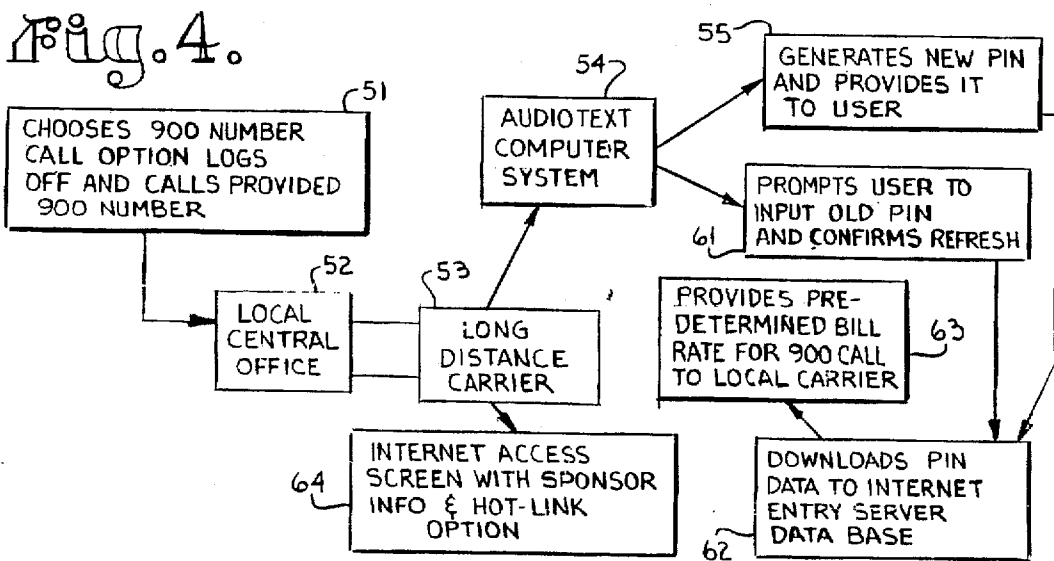 Fig. 4.
51
CHOOSES 900 NUMBER
CALL OPTION LOGS
OFF AND CALLS PROVIDED
900 NUMBER
52
LOCAL
CENTRAL
OFFICE
53
LONG
DISTANCE
CARRIER
54
AUDIOTEXT
COMPUTER
SYSTEM
55
GENERATES NEW PIN
AND PROVIDES IT
TO USER
PROMPTS USER TO
INPUT OLD PIN
AND CONFIRMS REFRESH
61
PROVIDES PRE-
DETERMINED BILL
RATE FOR 900 CALL
TO LOCAL CARRIER
63
INTERNET ACCESS
SCREEN WITH SPONSOR
INFO & HOT-LINK
OPTION
64
DOWNLOADS PIN
DATA TO INTERNET
ENTRY SERVER
DATA BASE
62